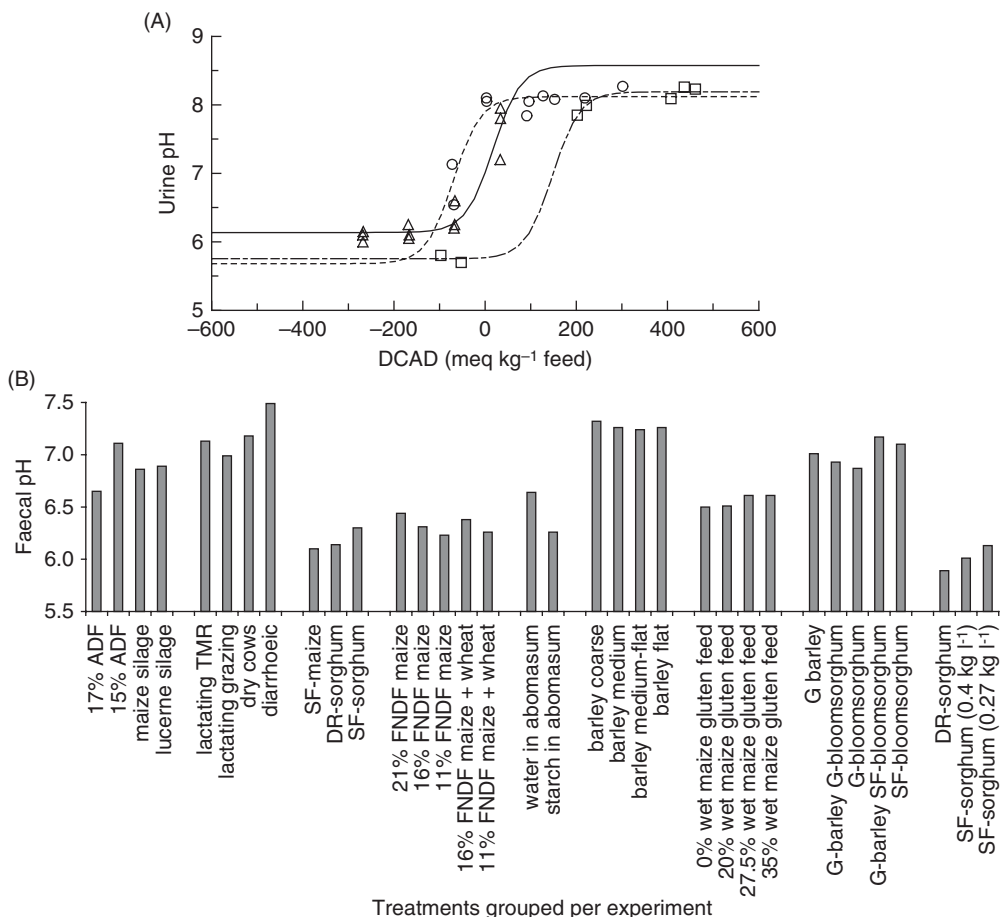 (A)
9
8
7
6
5
Urine pH
−600
−400
−200
0
200
400
600
DCAD (meq kg−1 feed)
(B)
7.5
7.0
6.5
6.0
5.5
Faecal pH
17% ADF
15% ADF
maize silage
lucerne silage
lactating TMR
lactating grazing
dry cows
diarrhoeic
SF-maize
DR-sorghum
SF-sorghum
21% FNDF maize
16% FNDF maize
11% FNDF maize
16% FNDF maize + wheat
11% FNDF maize + wheat
water in abomasum
starch in abomasum
barley coarse
barley medium
barley medium-flat
barley flat
0% wet maize gluten feed
20% wet maize gluten feed
27.5% wet maize gluten feed
35% wet maize gluten feed
G barley
G-barley G-bloomsorghum
G-bloomsorghum
G-barley SF-bloomsorghum
SF-bloomsorghum
DR-sorghum
SF-sorghum (0.4 kg l−1)
SF-sorghum (0.27 kg l−1)
Treatments grouped per experiment